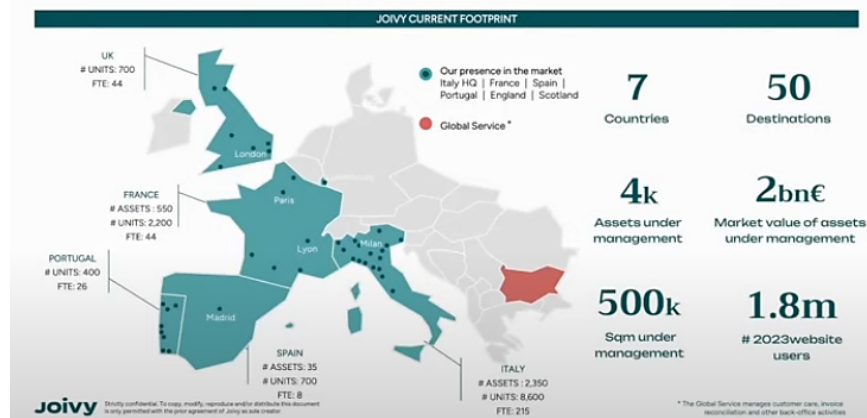 JOIVY CURRENT FOOTPRINT
UK
# UNITS: 700
FTE: 44
Our presence in the market
Italy HQ | France | Spain |
Portugal | England | Scotland
Global Service *
London
Paris
Lyon
Milan
Madrid
FRANCE
# ASSETS : 550
# UNITS: 2,200
FTE: 44
PORTUGAL
# UNITS: 400
FTE: 26
SPAIN
# ASSETS: 35
# UNITS: 700
FTE: 8
ITALY
# ASSETS : 2,350
# UNITS: 8,600
FTE: 215
7
Countries
50
Destinations
4k
Assets under
management
2bn€
Market value of assets
under management
500k
Sqm under
management
1.8m
# 2023website
users
Joivy
Strictly confidential. To copy, modify, reproduce and/or distribute this document
is only permitted with the prior agreement of Joivy as sole creator
* The Global Service manages customer care, invoice
reconciliation and other back-office activities